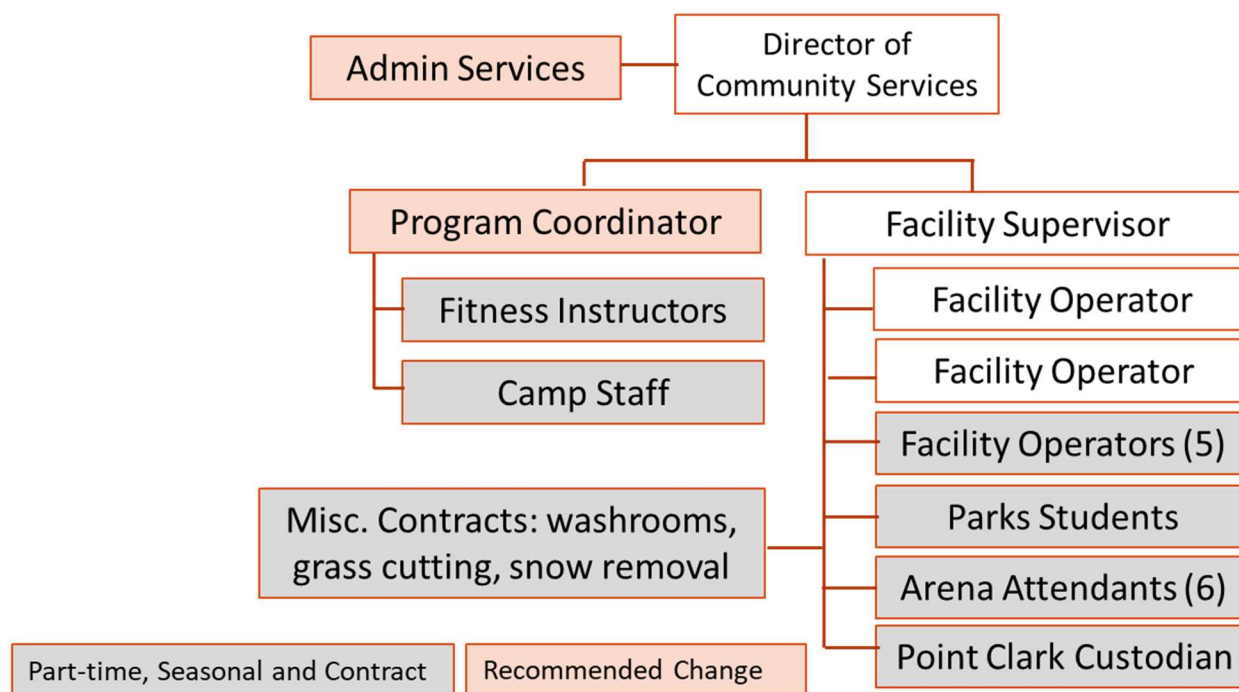 Admin Services
Director of
Community Services
Program Coordinator
Facility Supervisor
Fitness Instructors
Camp Staff
Facility Operator
Facility Operator
Facility Operators (5)
Misc. Contracts: washrooms,
grass cutting, snow removal
Parks Students
Arena Attendants (6)
Point Clark Custodian
Part-time, Seasonal and Contract
Recommended Change